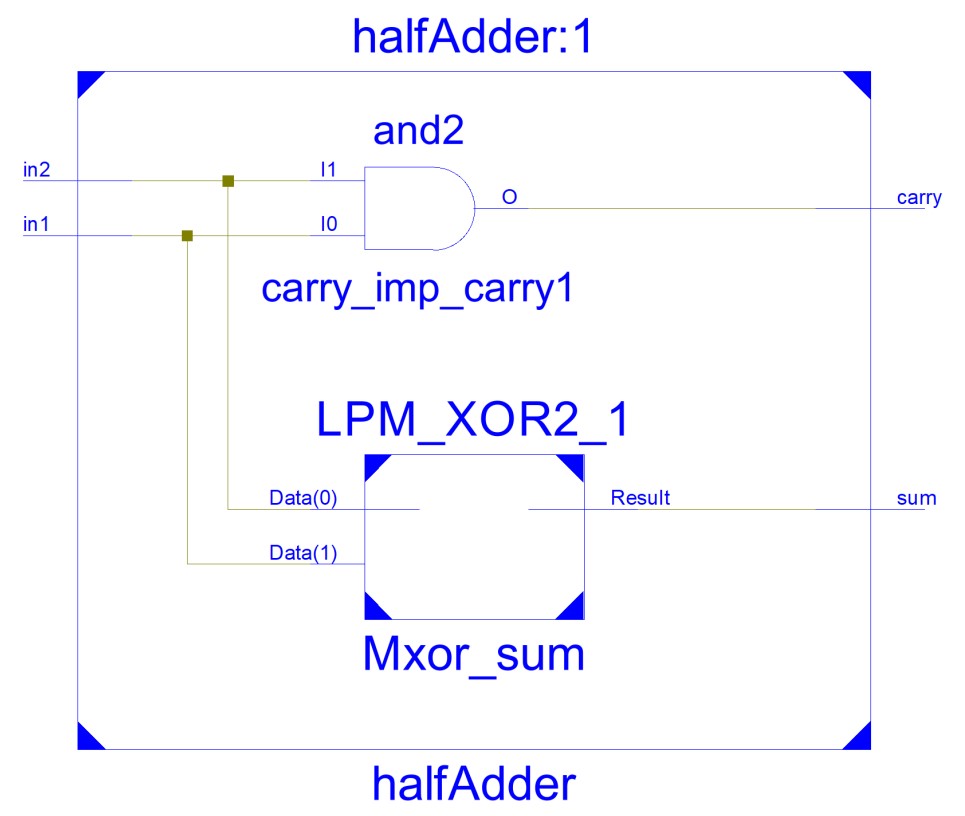 halfAdder:1
and2
in2
I1
O
carry
in1
I0
carry_imp_carry1
LPM_XOR2_1
Data(0)
Result
sum
Data(1)
Mxor_sum
halfAdder